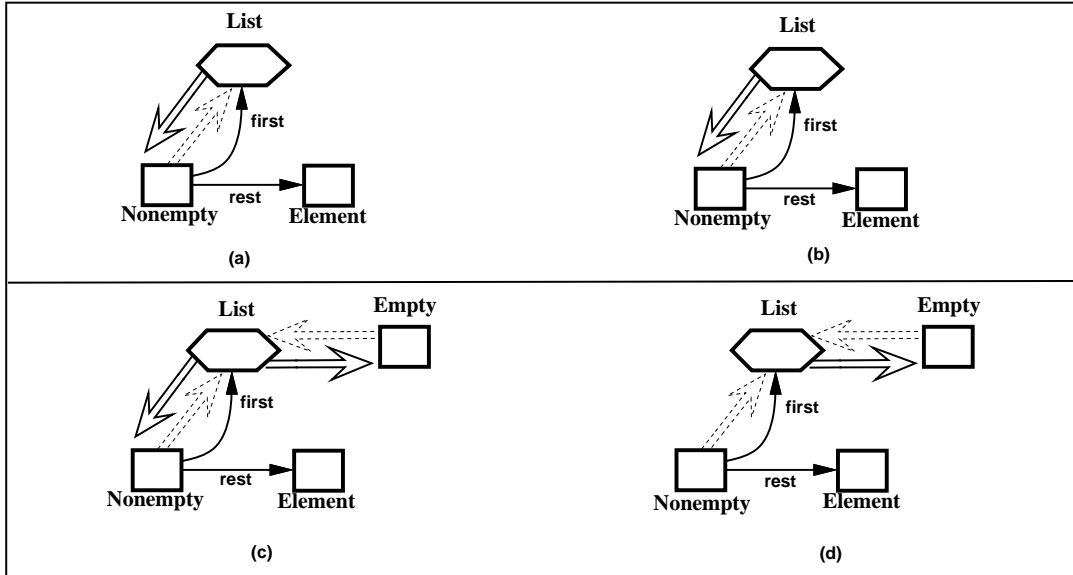 List
first
rest
Nonempty
Element
(a)
List
first
rest
Nonempty
Element
(b)
List
Empty
first
rest
Nonempty
Element
(c)
List
Empty
first
rest
Nonempty
Element
(d)